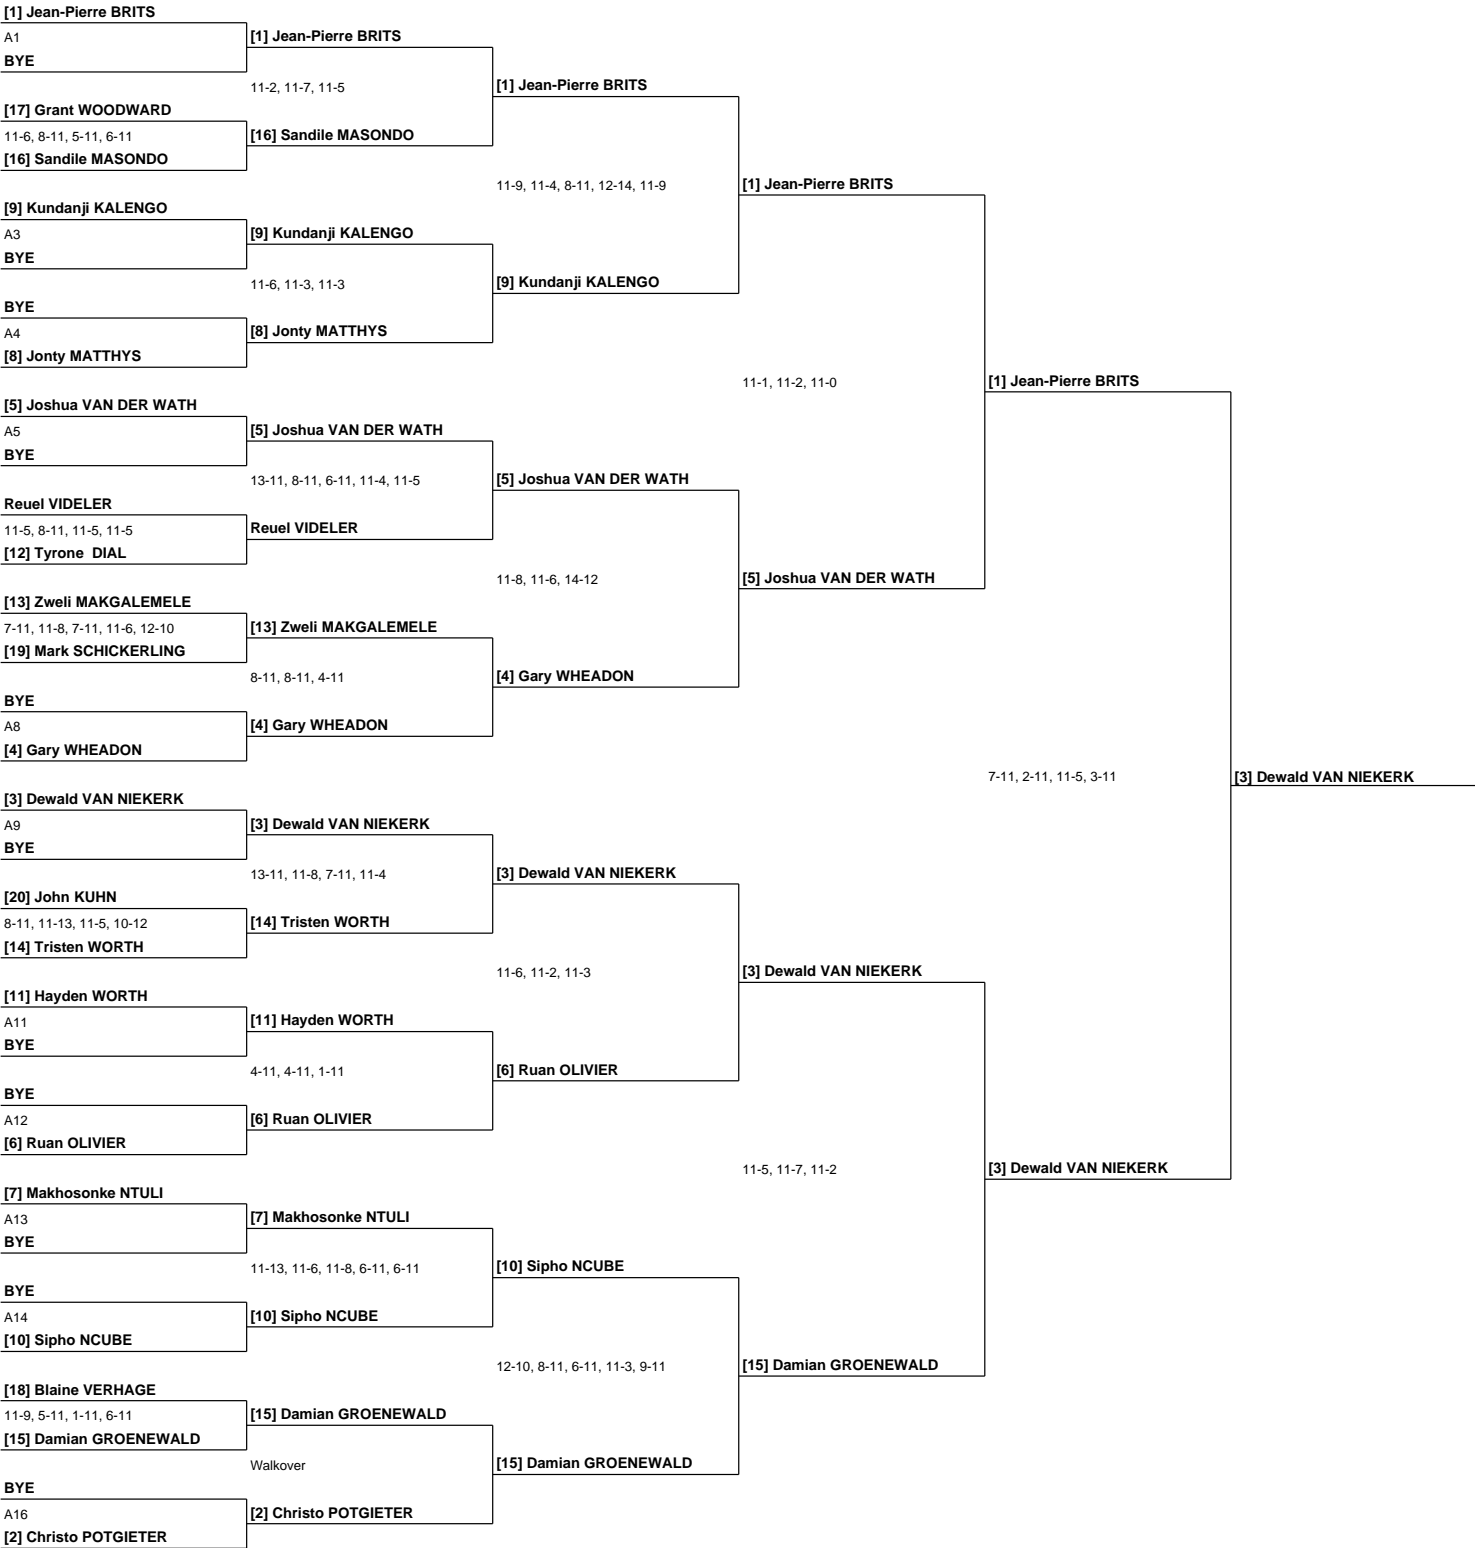 [1] Jean-Pierre BRITS
A1
BYE
[17] Grant WOODWARD
11-6, 8-11, 5-11, 6-11
[16] Sandile MASONDO
[9] Kundanji KALENGO
A3
BYE
BYE
A4
[8] Jonty MATTHYS
[5] Joshua VAN DER WATH
A5
BYE
Reuel VIDELER
11-5, 8-11, 11-5, 11-5
[12] Tyrone  DIAL
[13] Zweli MAKGALEMELE
7-11, 11-8, 7-11, 11-6, 12-10
[19] Mark SCHICKERLING
BYE
A8
[4] Gary WHEADON
[3] Dewald VAN NIEKERK
A9
BYE
[20] John KUHN
8-11, 11-13, 11-5, 10-12
[14] Tristen WORTH
[11] Hayden WORTH
A11
BYE
BYE
A12
[6] Ruan OLIVIER
[7] Makhosonke NTULI
A13
BYE
BYE
A14
[10] Sipho NCUBE
[18] Blaine VERHAGE
11-9, 5-11, 1-11, 6-11
[15] Damian GROENEWALD
BYE
A16
[2] Christo POTGIETER
[1] Jean-Pierre BRITS
11-2, 11-7, 11-5
[16] Sandile MASONDO
[9] Kundanji KALENGO
11-6, 11-3, 11-3
[8] Jonty MATTHYS
[5] Joshua VAN DER WATH
13-11, 8-11, 6-11, 11-4, 11-5
Reuel VIDELER
[13] Zweli MAKGALEMELE
8-11, 8-11, 4-11
[4] Gary WHEADON
[3] Dewald VAN NIEKERK
13-11, 11-8, 7-11, 11-4
[14] Tristen WORTH
[11] Hayden WORTH
4-11, 4-11, 1-11
[6] Ruan OLIVIER
[7] Makhosonke NTULI
11-13, 11-6, 11-8, 6-11, 6-11
[10] Sipho NCUBE
[15] Damian GROENEWALD
Walkover
[2] Christo POTGIETER
[1] Jean-Pierre BRITS
11-9, 11-4, 8-11, 12-14, 11-9
[9] Kundanji KALENGO
[5] Joshua VAN DER WATH
11-8, 11-6, 14-12
[4] Gary WHEADON
[3] Dewald VAN NIEKERK
11-6, 11-2, 11-3
[6] Ruan OLIVIER
[10] Sipho NCUBE
12-10, 8-11, 6-11, 11-3, 9-11
[15] Damian GROENEWALD
[1] Jean-Pierre BRITS
11-1, 11-2, 11-0
[5] Joshua VAN DER WATH
[3] Dewald VAN NIEKERK
11-5, 11-7, 11-2
[15] Damian GROENEWALD
[1] Jean-Pierre BRITS
7-11, 2-11, 11-5, 3-11
[3] Dewald VAN NIEKERK
[3] Dewald VAN NIEKERK